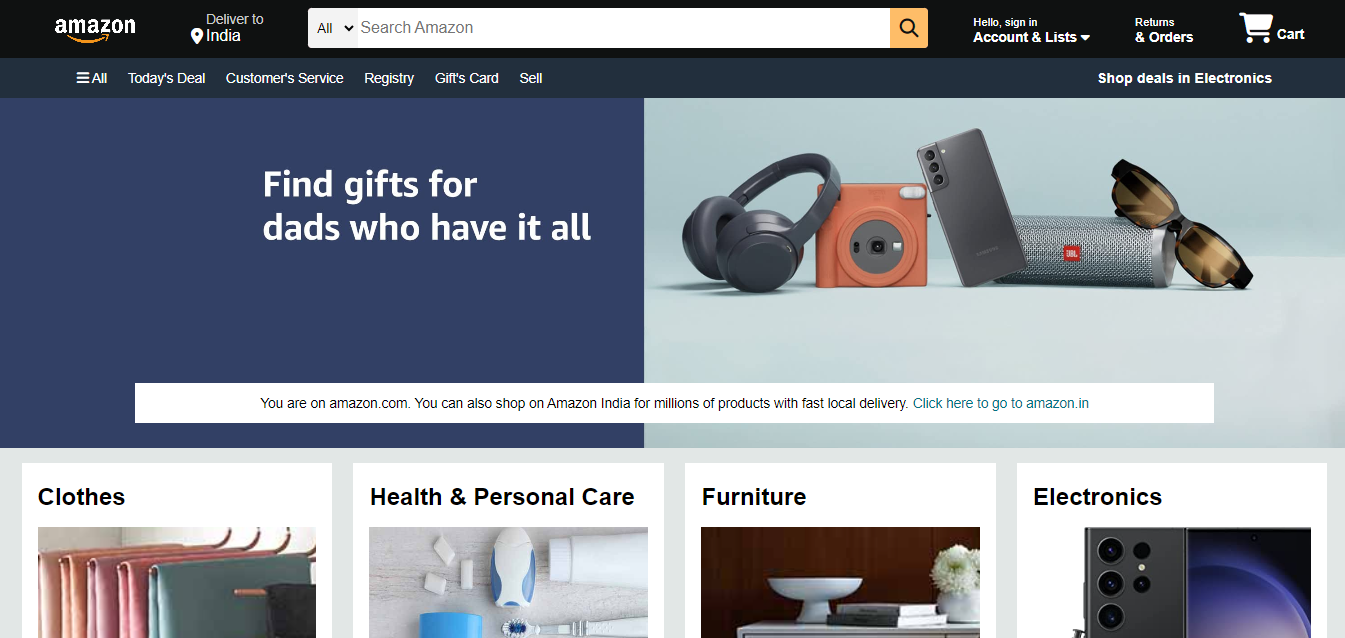 amazon
Deliver to
India
All
Search Amazon
Hello, sign in
Account & Lists
Returns
& Orders
Cart
All
Today's Deal
Customer's Service
Registry
Gift's Card
Sell
Shop deals in Electronics
Find gifts for
dads who have it all
SAMSUNG
JBL
You are on amazon.com. You can also shop on Amazon India for millions of products with fast local delivery. Click here to go to amazon.in
Clothes
Health & Personal Care
Furniture
Electronics